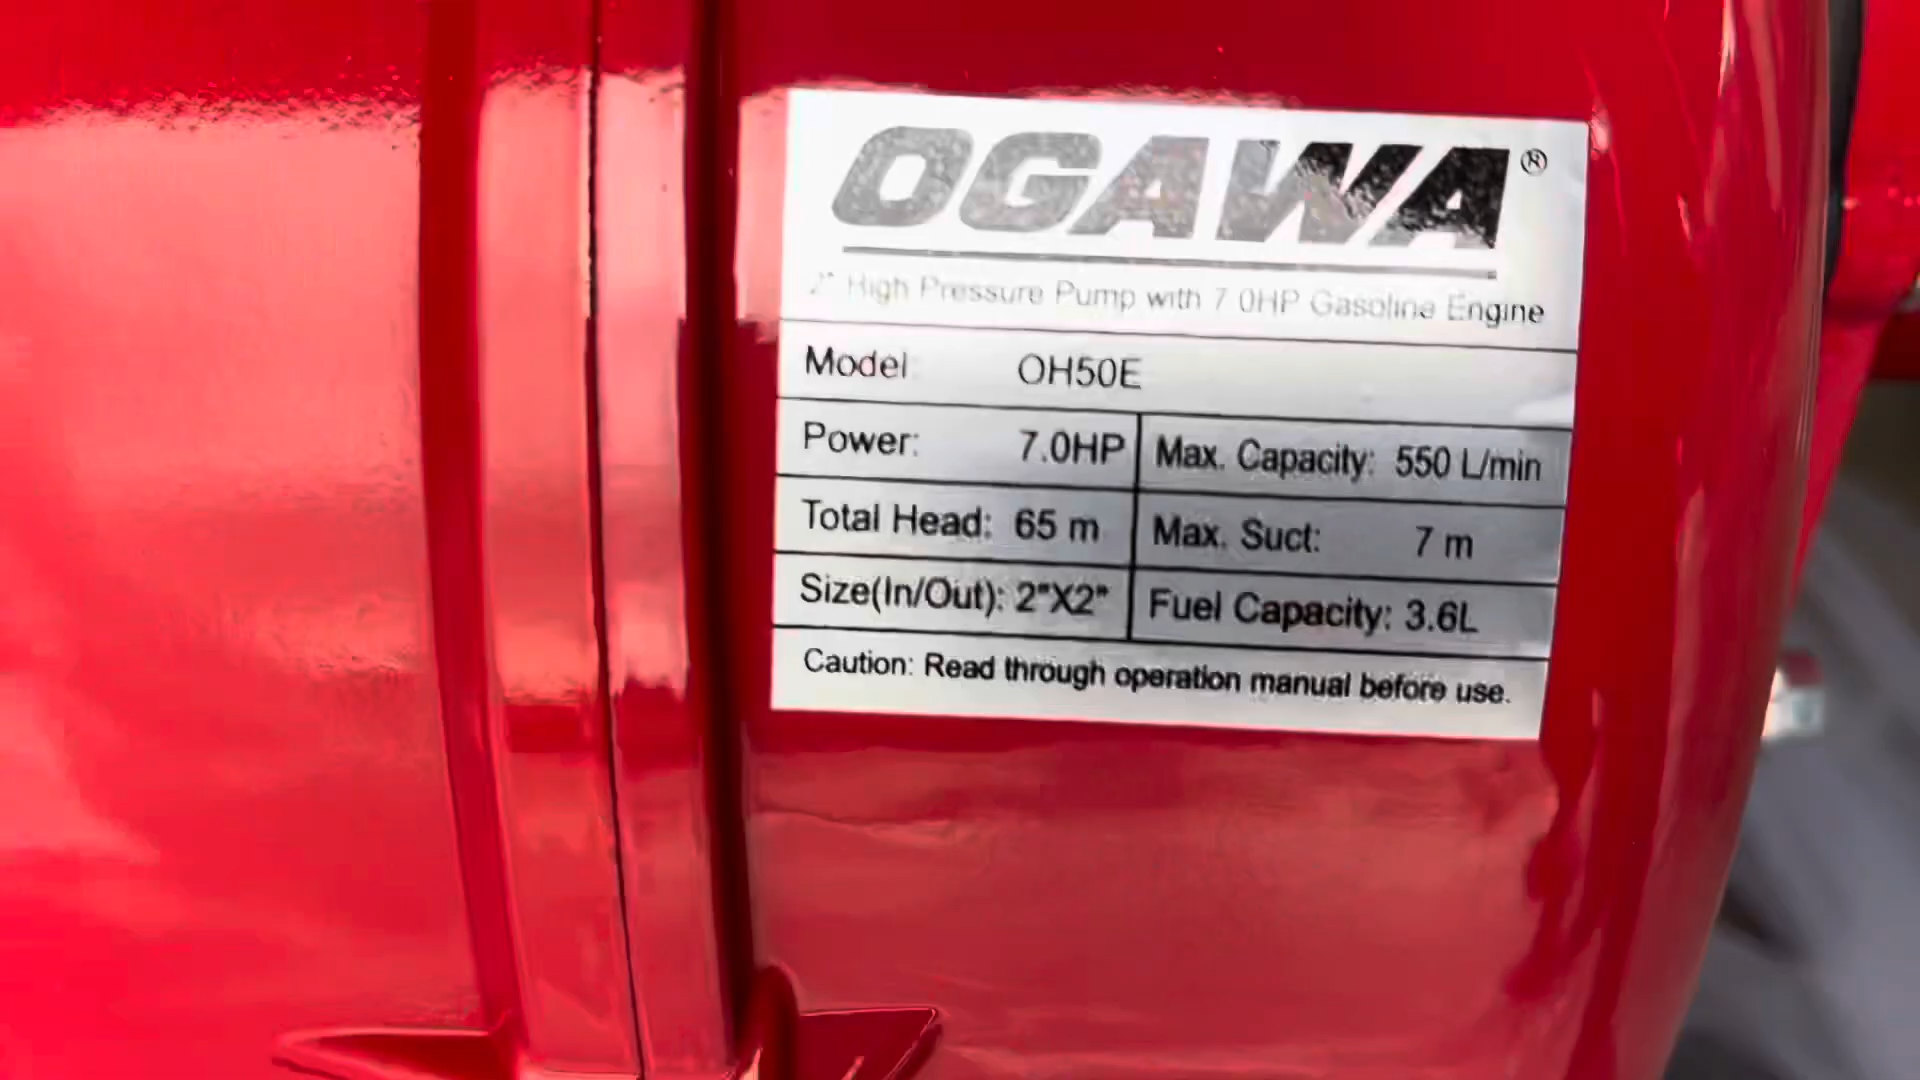 OGAWA®
2" High Pressure Pump with 7.0HP Gasoline Engine
Model: OH50E
Power: 7.0HP Max. Capacity: 550 L/min
Total Head: 65 m Max. Suct: 7 m
Size(In/Out): 2"X2" Fuel Capacity: 3.6L
Caution: Read through operation manual before use.